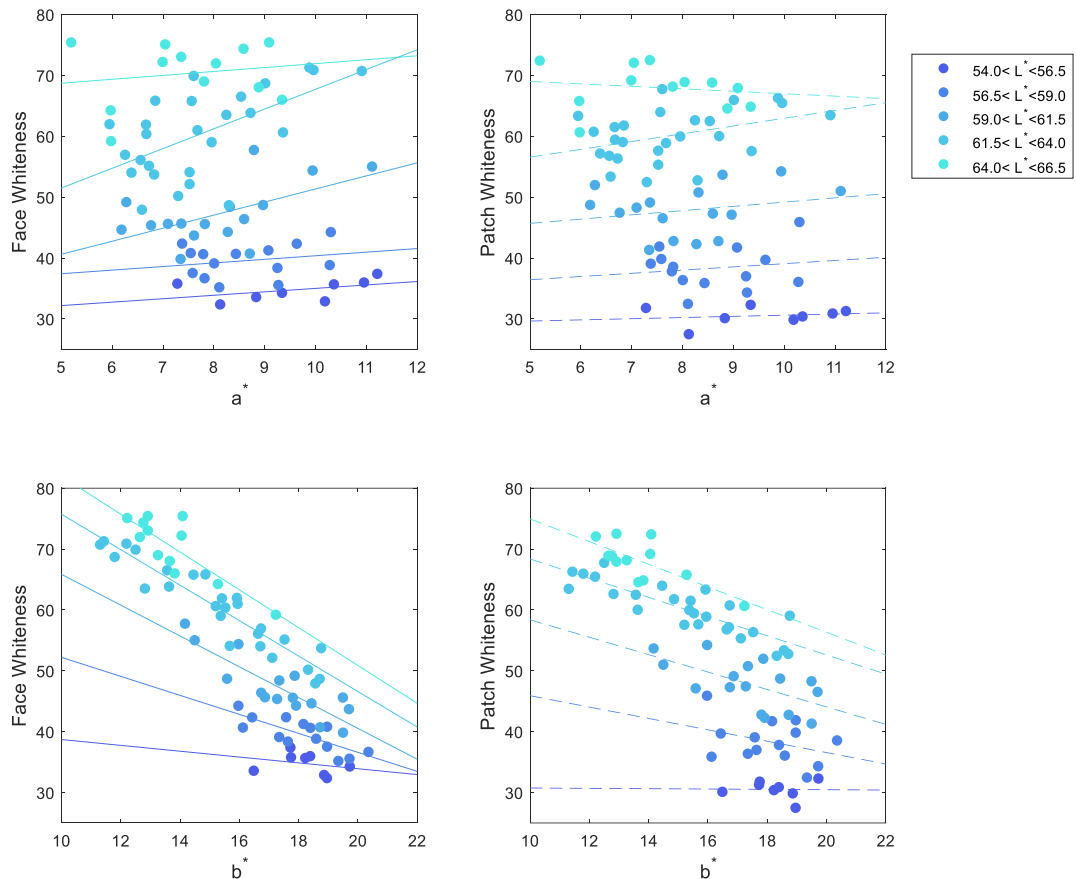 80
70
60
50
40
30
Face Whiteness
5 6 7 8 9 10 11 12
a*
80
70
60
50
40
30
Patch Whiteness
5 6 7 8 9 10 11 12
a*
54.0< L*<56.5
56.5< L*<59.0
59.0< L*<61.5
61.5< L*<64.0
64.0< L*<66.5
80
70
60
50
40
30
Face Whiteness
10 12 14 16 18 20 22
b*
80
70
60
50
40
30
Patch Whiteness
10 12 14 16 18 20 22
b*